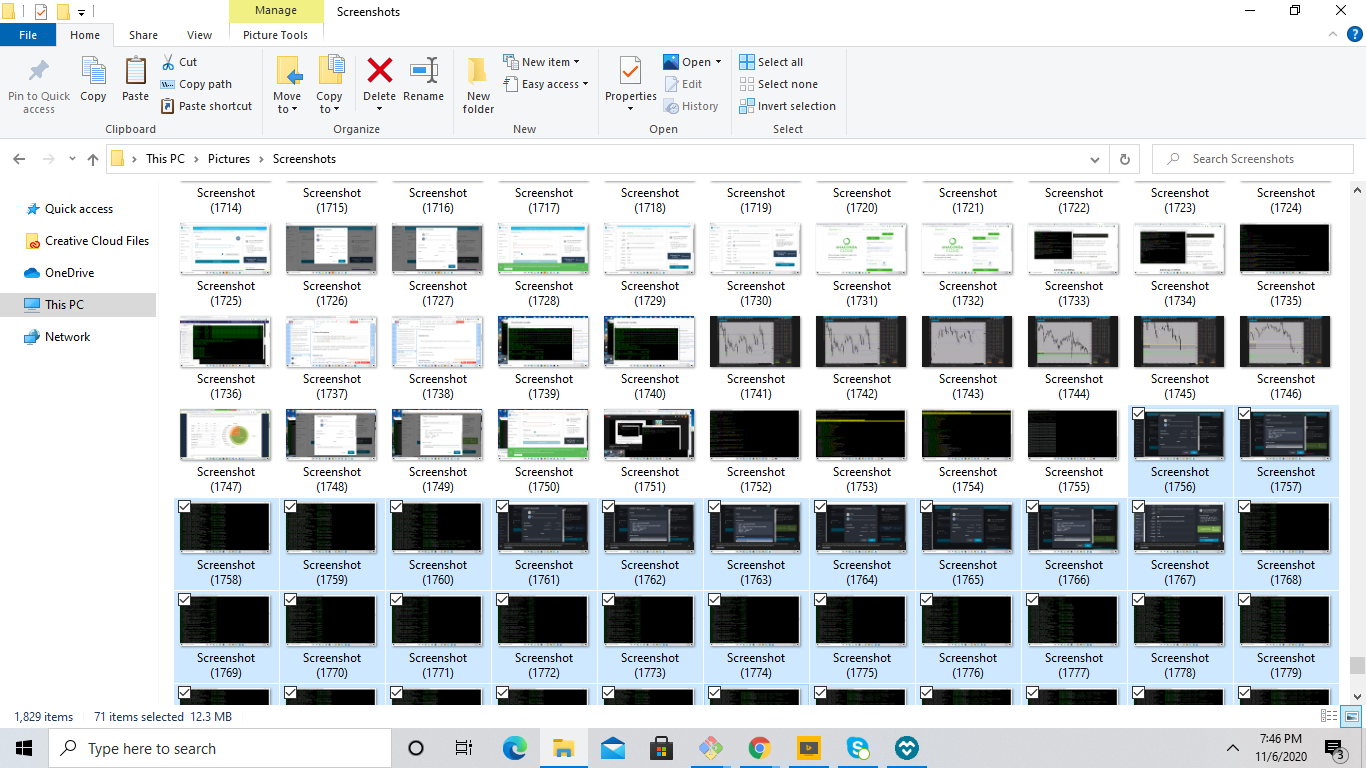 Manage
Screenshots
File
Home
Share
View
Picture Tools
Pin to Quick
access
Copy
Paste
Cut
Copy path
Paste shortcut
Clipboard
Move
to
Copy
to
Delete
Rename
Organize
New
folder
New item
Easy access
New
Properties
Open
Edit
History
Open
Select all
Select none
Invert selection
Select
This PC
Pictures
Screenshots
Search Screenshots
Quick access
Creative Cloud Files
OneDrive
This PC
Network
Screenshot Screenshot Screenshot Screenshot Screenshot Screenshot Screenshot Screenshot Screenshot Screenshot Screenshot
(1714) (1715) (1716) (1717) (1718) (1719) (1720) (1721) (1722) (1723) (1724)
Screenshot Screenshot Screenshot Screenshot Screenshot Screenshot Screenshot Screenshot Screenshot Screenshot Screenshot
(1725) (1726) (1727) (1728) (1729) (1730) (1731) (1732) (1733) (1734) (1735)
Screenshot Screenshot Screenshot Screenshot Screenshot Screenshot Screenshot Screenshot Screenshot Screenshot Screenshot
(1736) (1737) (1738) (1739) (1740) (1741) (1742) (1743) (1744) (1745) (1746)
Screenshot Screenshot Screenshot Screenshot Screenshot Screenshot Screenshot Screenshot Screenshot Screenshot Screenshot
(1747) (1748) (1749) (1750) (1751) (1752) (1753) (1754) (1755) (1756) (1757)
Screenshot Screenshot Screenshot Screenshot Screenshot Screenshot Screenshot Screenshot Screenshot Screenshot Screenshot
(1758) (1759) (1760) (1761) (1762) (1763) (1764) (1765) (1766) (1767) (1768)
Screenshot Screenshot Screenshot Screenshot Screenshot Screenshot Screenshot Screenshot Screenshot Screenshot Screenshot
(1769) (1770) (1771) (1772) (1773) (1774) (1775) (1776) (1777) (1778) (1779)
1,829 items 71 items selected 12.3 MB
Type here to search
7:46 PM
11/6/2020
3